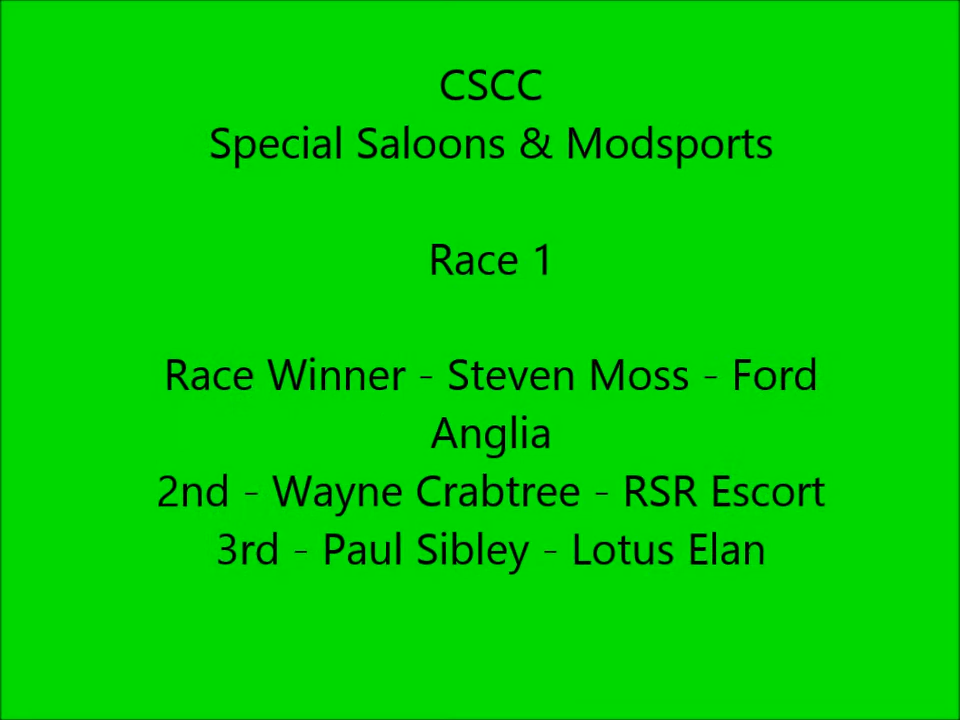 CSCC
Special Saloons & Modsports
Race 1
Race Winner - Steven Moss - Ford
Anglia
2nd - Wayne Crabtree - RSR Escort
3rd - Paul Sibley - Lotus Elan